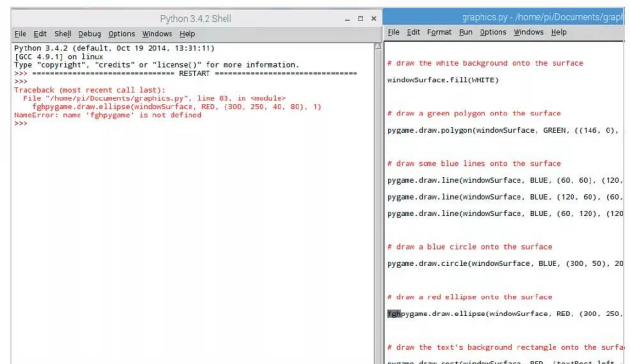 Python 3.4.2 Shell
File Edit Shell Debug Options Windows Help
Python 3.4.2 (default, Oct 19 2014, 13:31:11)
[GCC 4.9.1] on linux
Type "copyright", "credits" or "license()" for more information.
>>> ================================ RESTART ================================
>>>
Traceback (most recent call last):
File "/home/pi/Documents/graphics.py", line 83, in <module>
fghpygame.draw.ellipse(windowSurface, RED, (300, 250, 40, 80), 1)
NameError: name 'fghpygame' is not defined
>>>
graphics.py - /home/pi/Documents/graph
File Edit Format Run Options Windows Help
# draw the white background onto the surface
windowSurface.fill(WHITE)
# draw a green polygon onto the surface
pygame.draw.polygon(windowSurface, GREEN, ((146, 0),
# draw some blue lines onto the surface
pygame.draw.line(windowSurface, BLUE, (60, 60), (120,
pygame.draw.line(windowSurface, BLUE, (120, 60), (60,
pygame.draw.line(windowSurface, BLUE, (60, 120), (120
# draw a blue circle onto the surface
pygame.draw.circle(windowSurface, BLUE, (300, 50), 20
# draw a red ellipse onto the surface
fghpygame.draw.ellipse(windowSurface, RED, (300, 250,
# draw the text's background rectangle onto the surfa
pygame.draw.rect(windowSurface, RED, (textRect.left